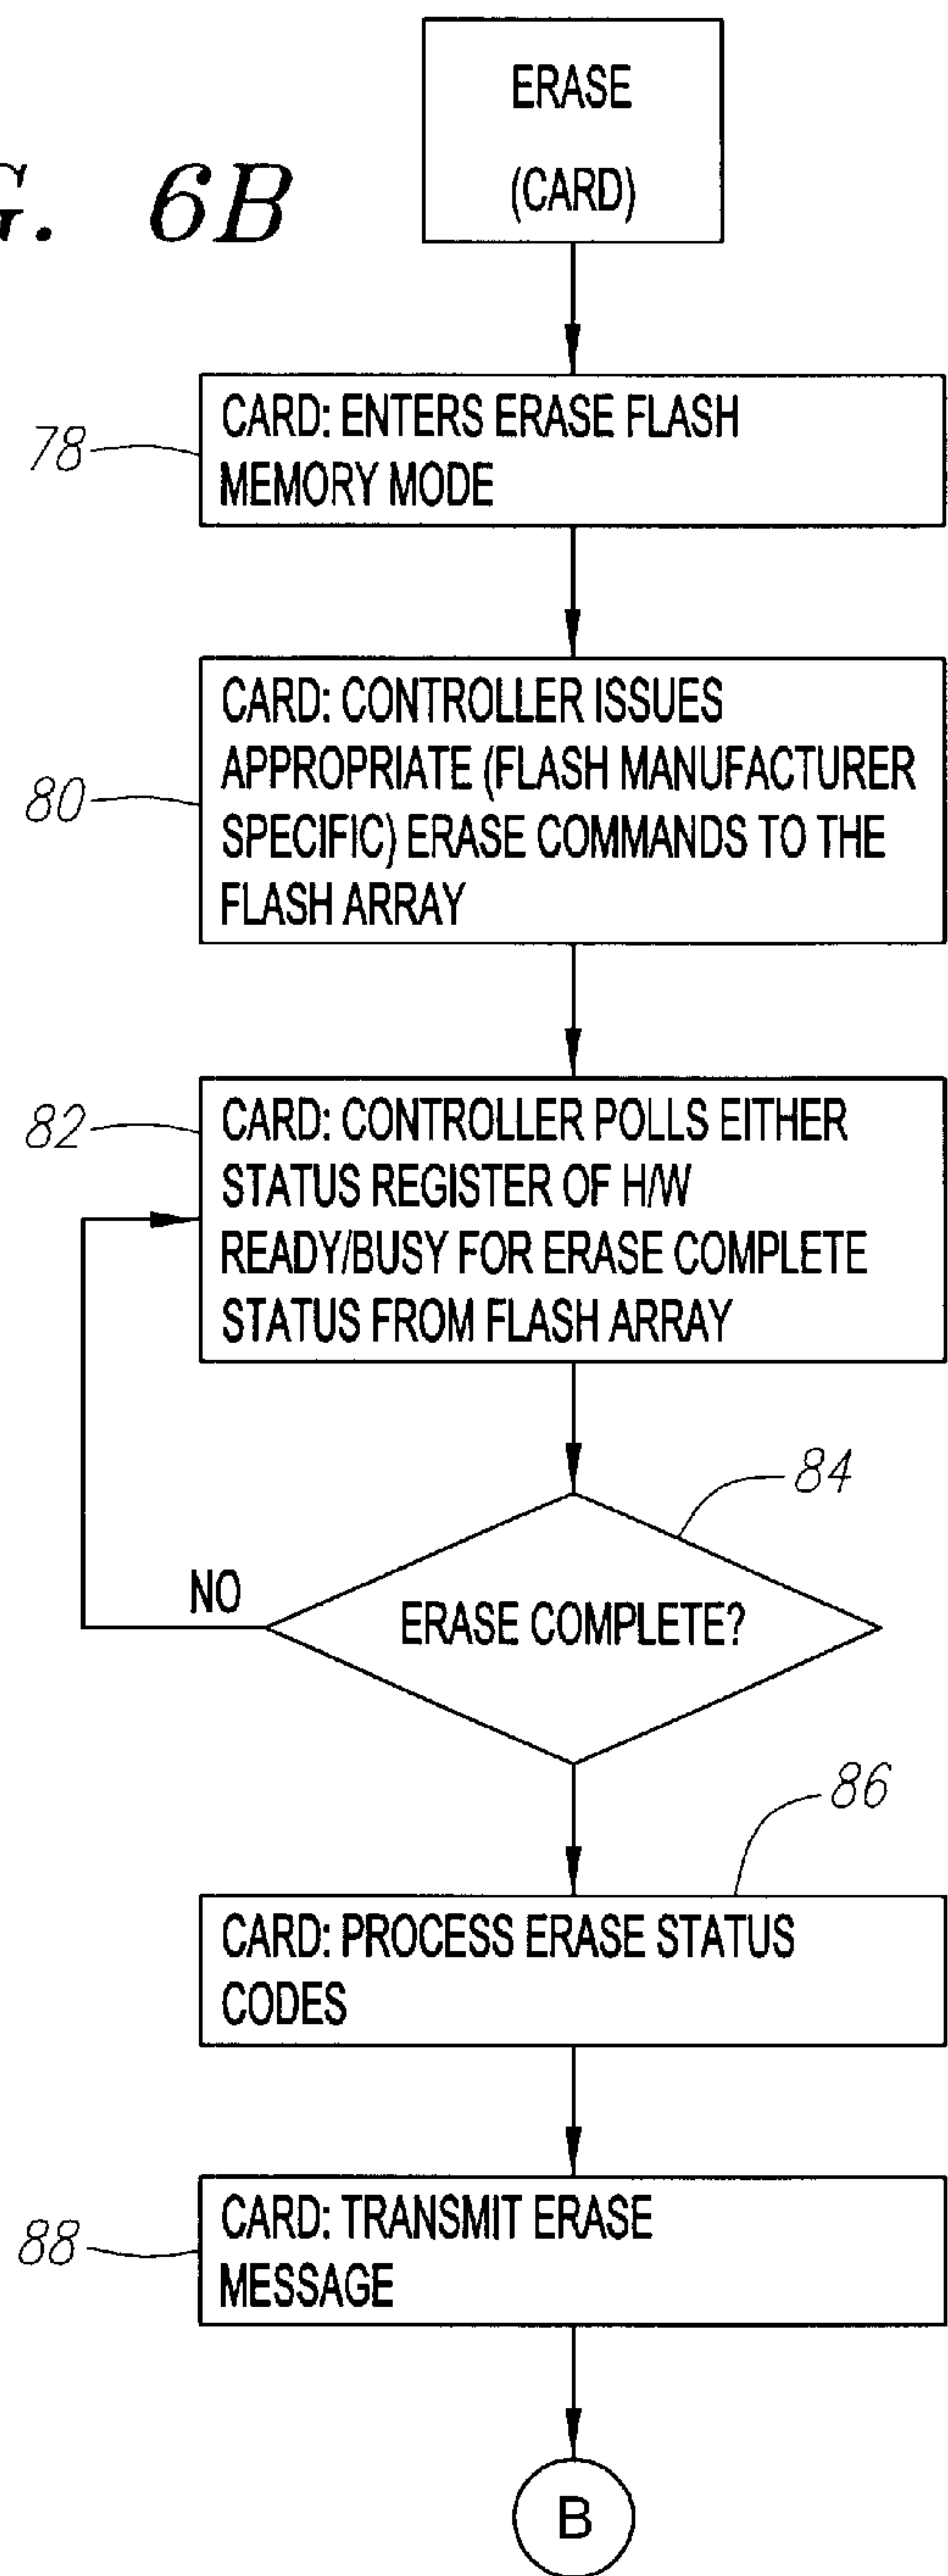 G. 6B
ERASE
(CARD)
78
CARD: ENTERS ERASE FLASH
MEMORY MODE
80
CARD: CONTROLLER ISSUES
APPROPRIATE (FLASH MANUFACTURER
SPECIFIC) ERASE COMMANDS TO THE
FLASH ARRAY
82
CARD: CONTROLLER POLLS EITHER
STATUS REGISTER OF H/W
READY/BUSY FOR ERASE COMPLETE
STATUS FROM FLASH ARRAY
84
NO
ERASE COMPLETE?
86
CARD: PROCESS ERASE STATUS
CODES
88
CARD: TRANSMIT ERASE
MESSAGE
B